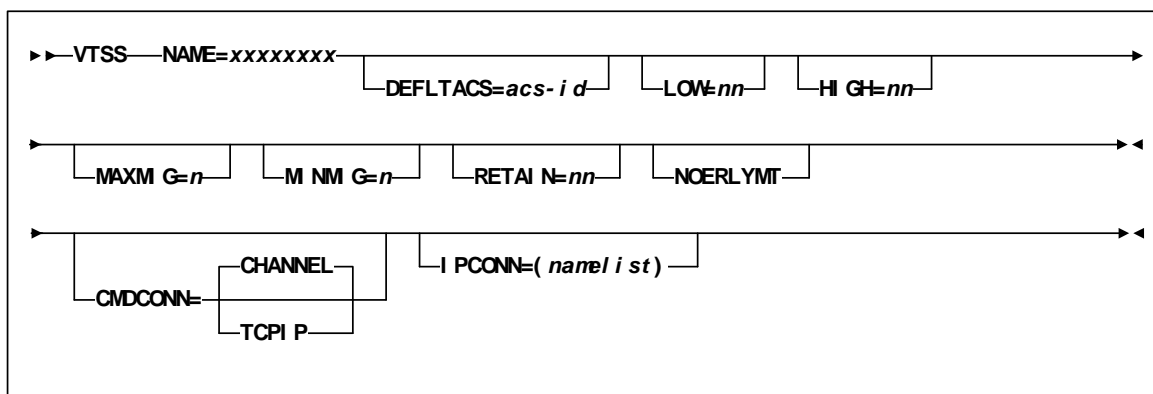 VTSS NAME=xxxxxxxx
DEFLTACS=acs-id LOW=nn HIGH=nn
MAXMIG=n MINMIG=n RETAIN=nn NOERLYMT
CHANNEL IPCONN=(namelist)
CMDCONN=
TCPIP